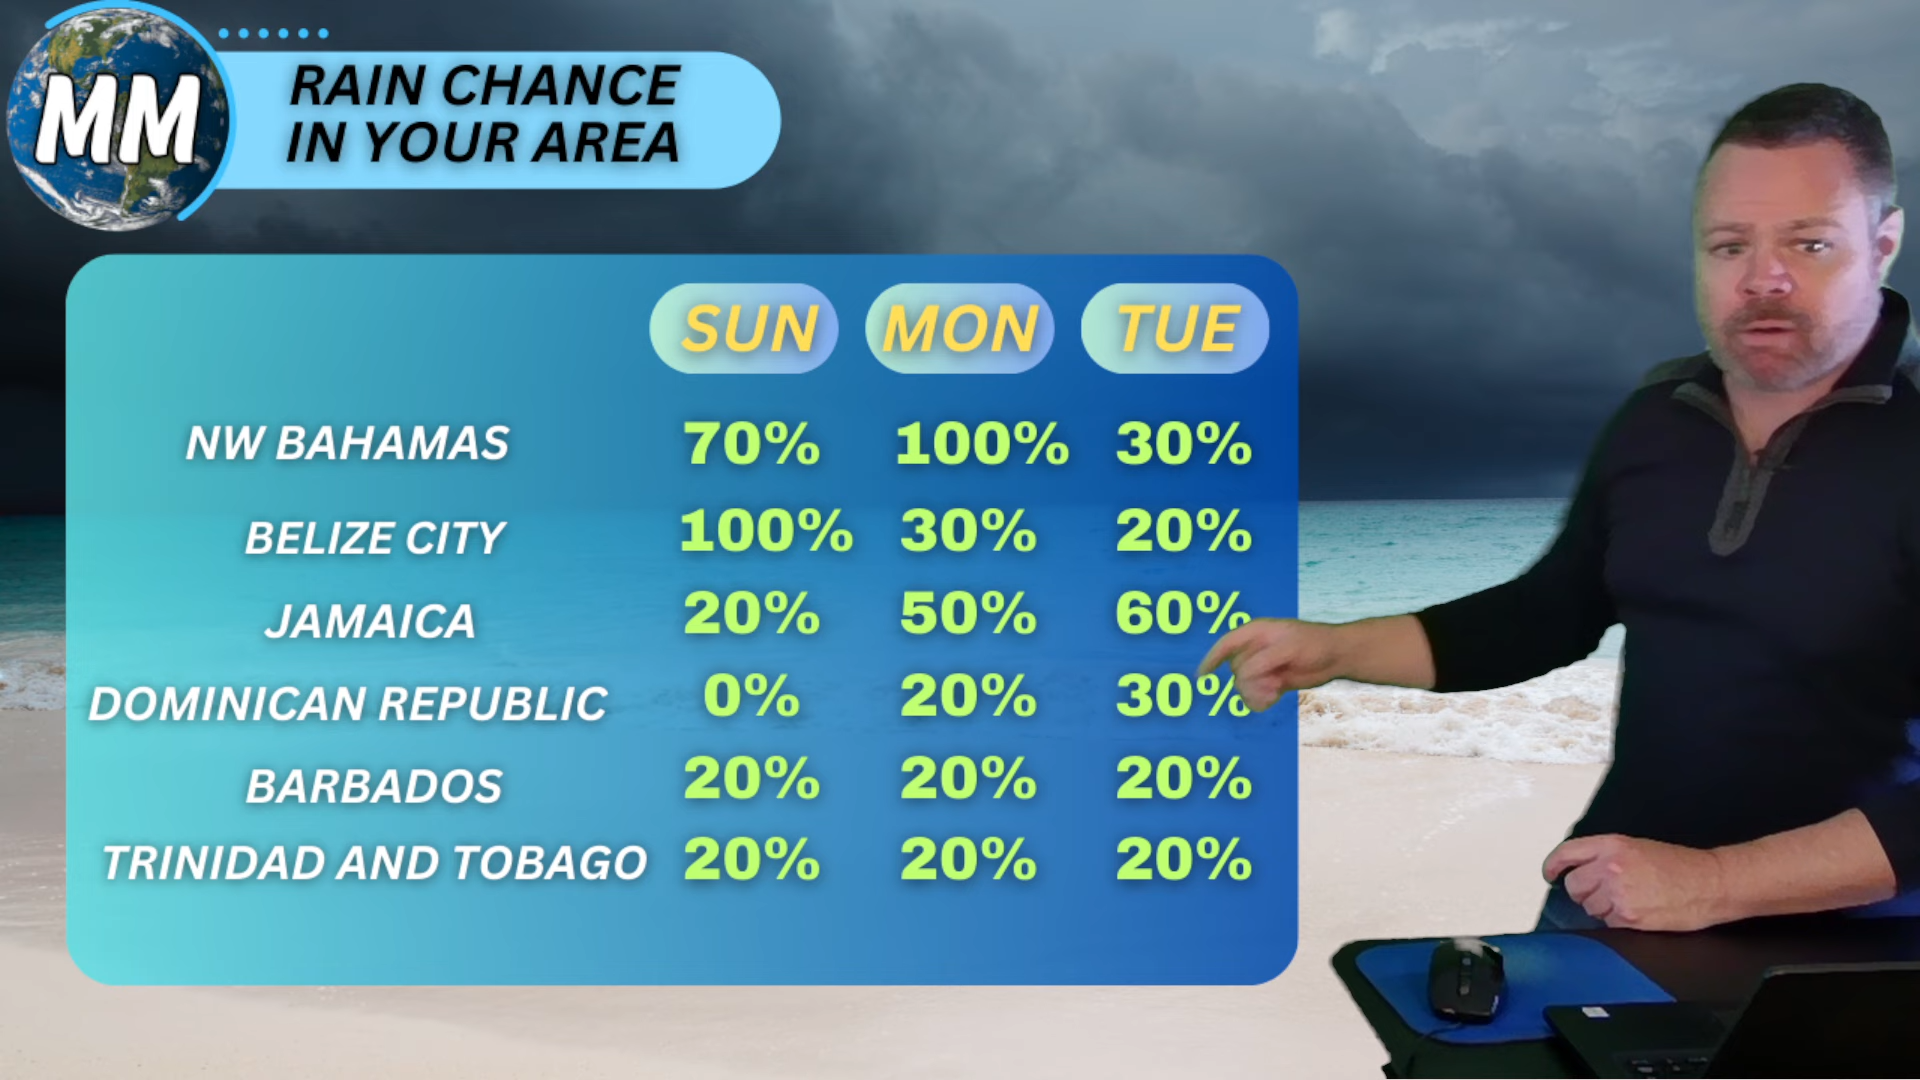 MM
RAIN CHANCE
IN YOUR AREA
SUN MON TUE
NW BAHAMAS 70% 100% 30%
BELIZE CITY 100% 30% 20%
JAMAICA 20% 50% 60%
DOMINICAN REPUBLIC 0% 20% 30%
BARBADOS 20% 20% 20%
TRINIDAD AND TOBAGO 20% 20% 20%